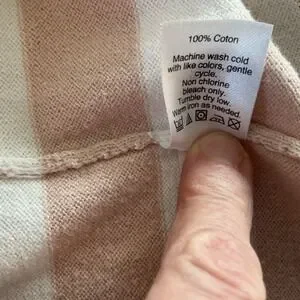 100% Coton
Machine wash cold
with like colors, gentle
cycle.
Non chlorine
bleach only.
Tumble dry low.
Warm iron as needed.